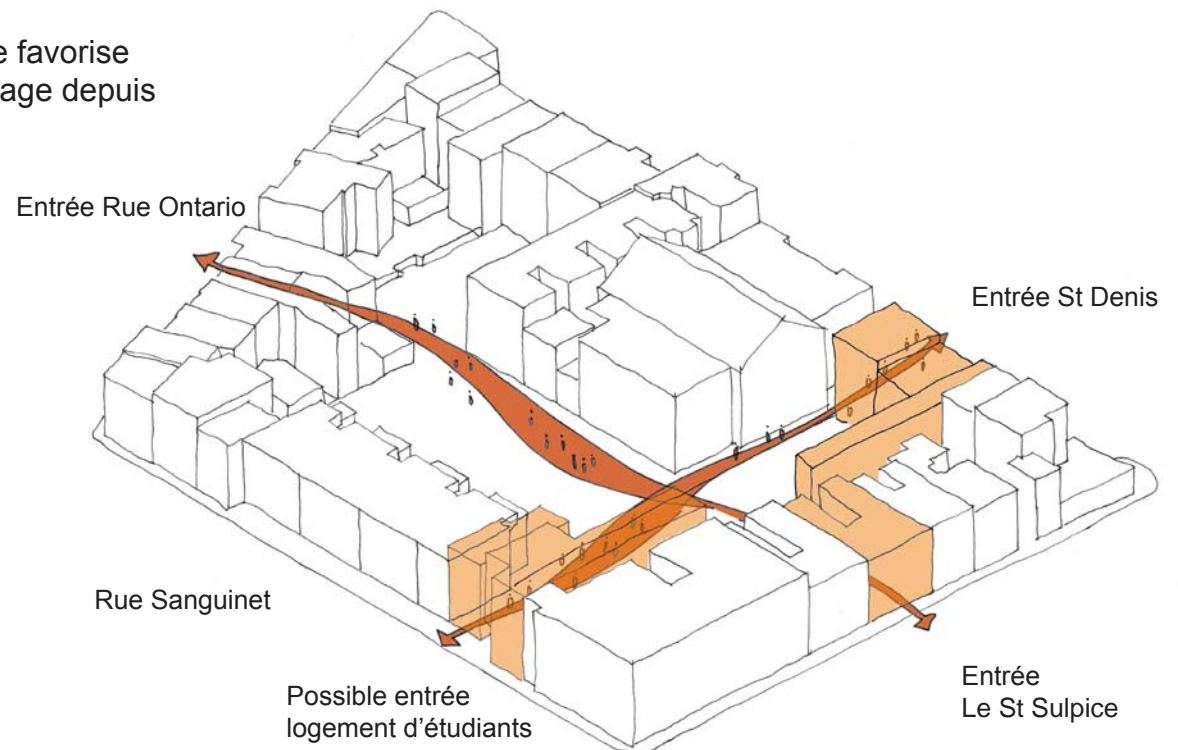 e favorise
age depuis
Entrée Rue Ontario
Entrée St Denis
Rue Sanguinet
Possible entrée
logement d’étudiants
Entrée
Le St Sulpice